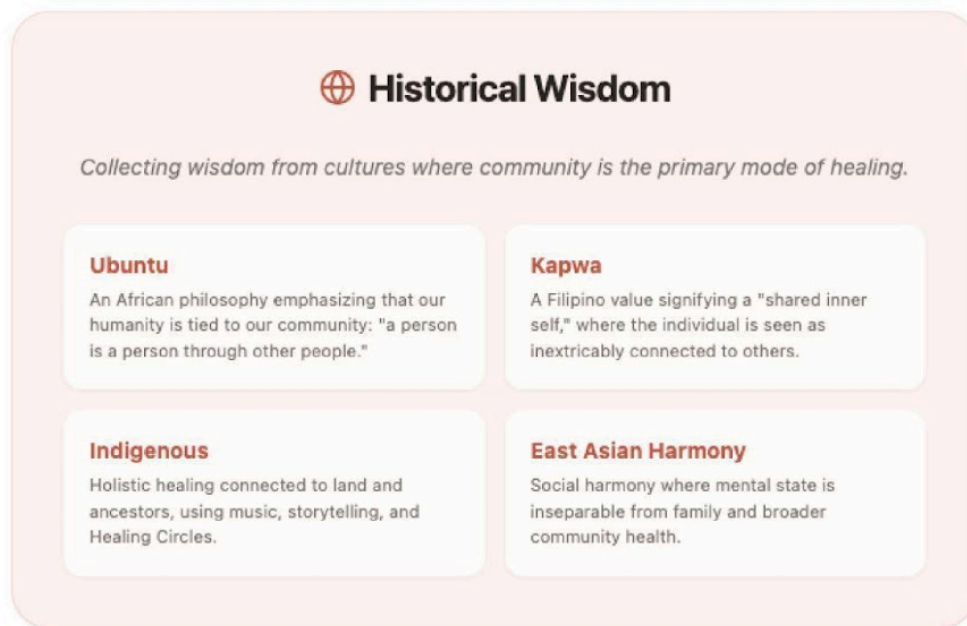 Historical Wisdom
Collecting wisdom from cultures where community is the primary mode of healing.
Ubuntu
An African philosophy emphasizing that our
humanity is tied to our community: "a person
is a person through other people."
Kapwa
A Filipino value signifying a "shared inner
self," where the individual is seen as
inextricably connected to others.
Indigenous
Holistic healing connected to land and
ancestors, using music, storytelling, and
Healing Circles.
East Asian Harmony
Social harmony where mental state is
inseparable from family and broader
community health.